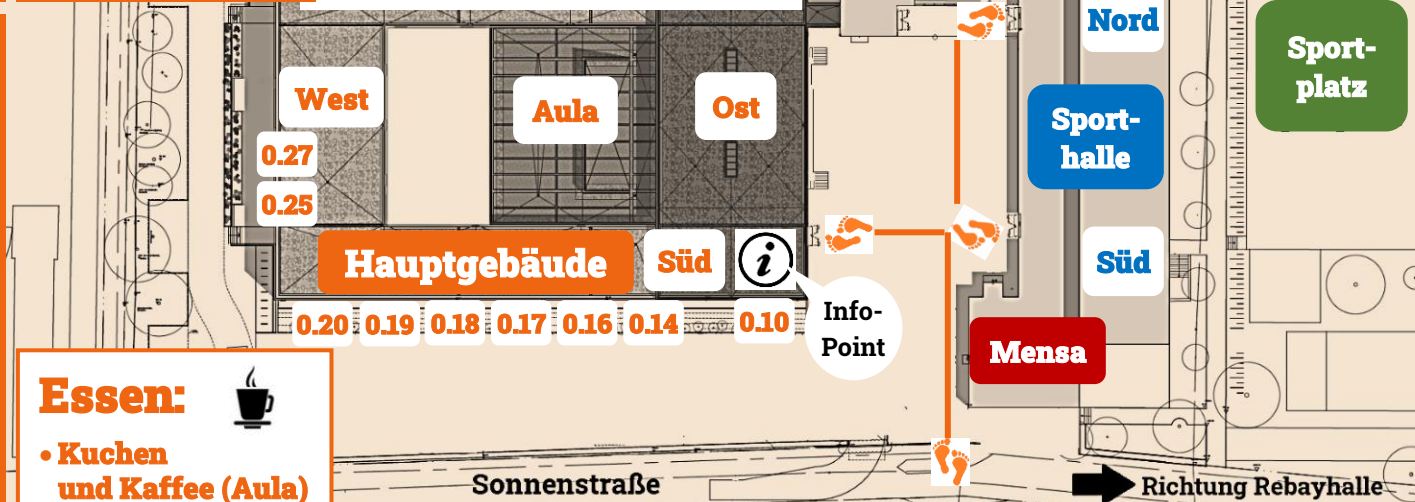 Nord
Sport-
platz
West
Aula
Ost
Sport-
halle
0.27
0.25
Hauptgebäude
Süd
i
Süd
0.20
0.19
0.18
0.17
0.16
0.14
0.10
Info-
Point
Mensa
Essen:
• Kuchen
und Kaffee (Aula)
Sonnenstraße
Richtung Rebayhalle